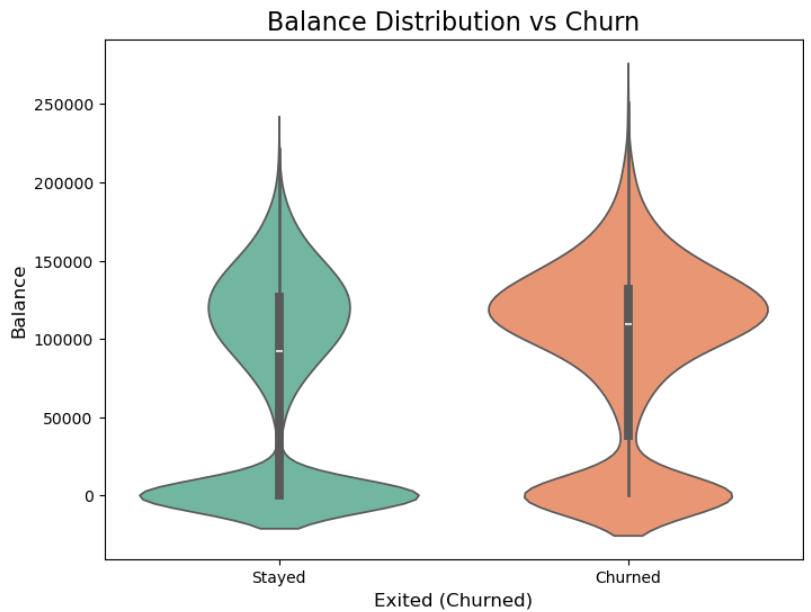 Balance Distribution vs Churn
250000
200000
150000
100000
50000
0
Balance
Stayed
Churned
Exited (Churned)